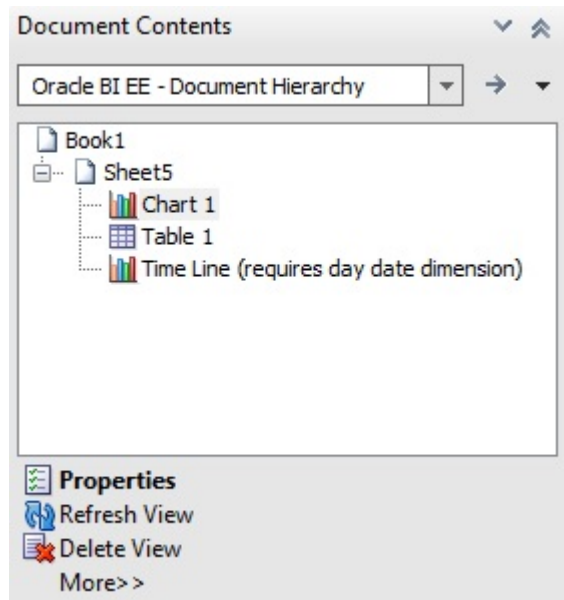 Document Contents
Oracle BI EE - Document Hierarchy
Book1
Sheet5
Chart 1
Table 1
Time Line (requires day date dimension)
Properties
Refresh View
Delete View
More>>